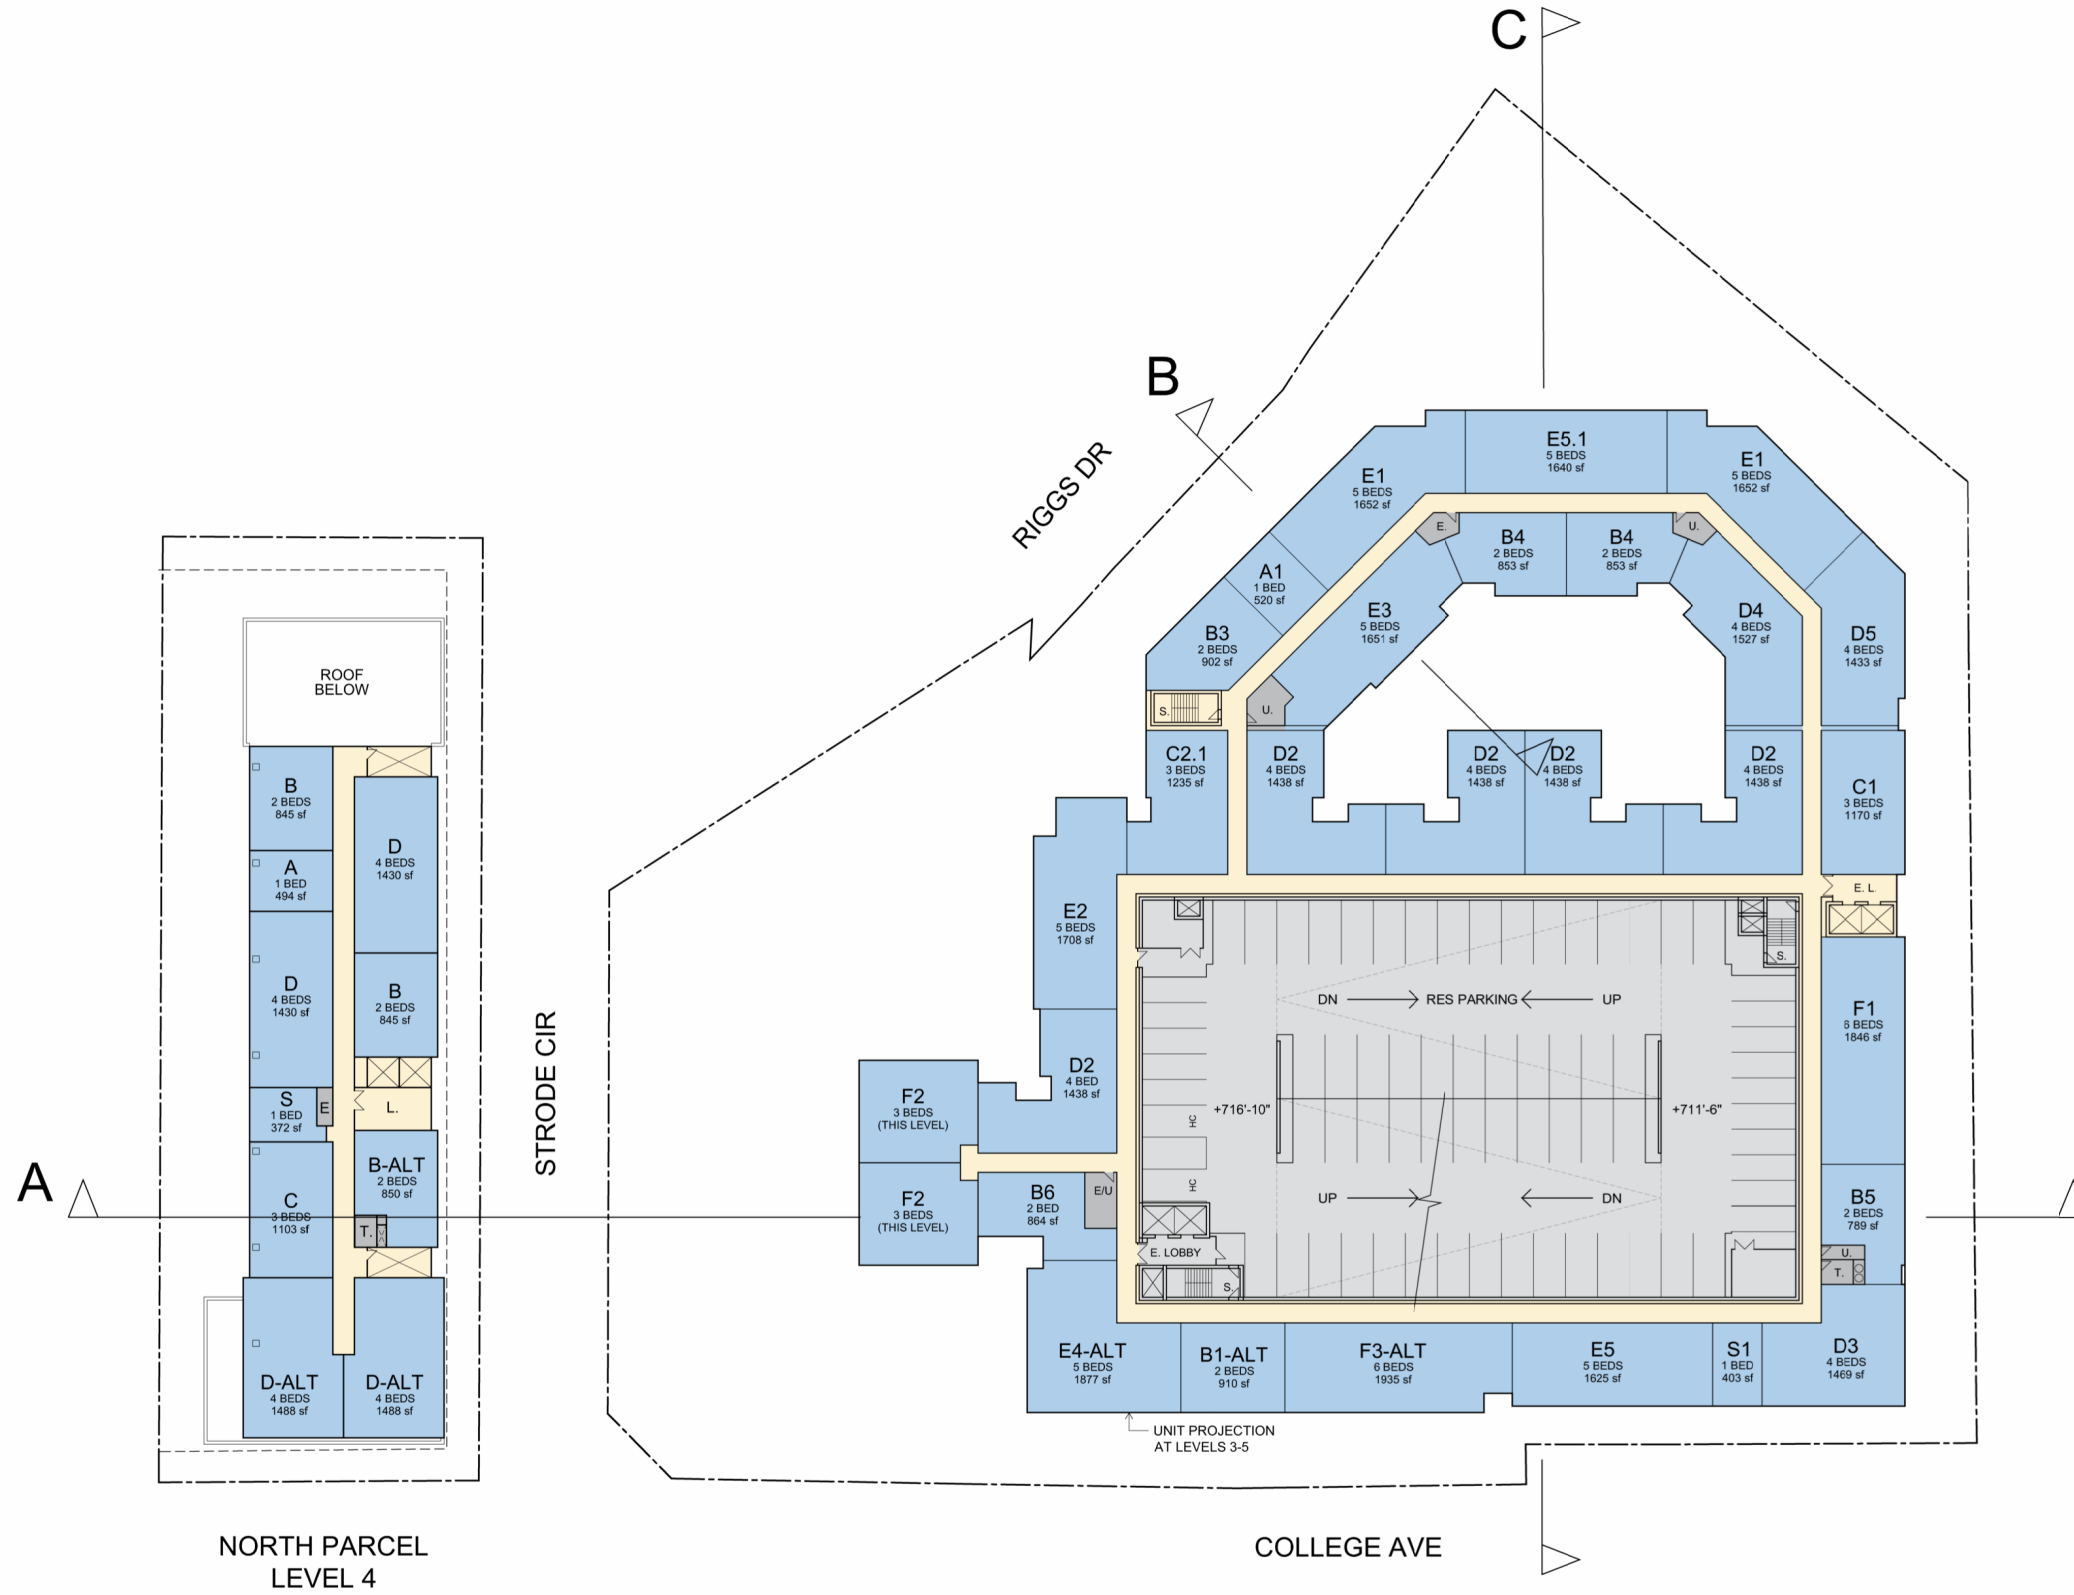 C
B
RIGGS DR
E5.1
5 BEDS
1640 sf
E1
5 BEDS
1652 sf
E1
5 BEDS
1652 sf
E.
B4
2 BEDS
853 sf
B4
2 BEDS
853 sf
U.
A1
1 BED
520 sf
E3
5 BEDS
1651 sf
D4
4 BEDS
1527 sf
B3
2 BEDS
902 sf
D5
4 BEDS
1433 sf
S.
U.
C2.1
3 BEDS
1235 sf
D2
4 BEDS
1438 sf
D2
4 BEDS
1438 sf
D2
4 BEDS
1438 sf
D2
4 BEDS
1438 sf
C1
3 BEDS
1170 sf
E. L.
E2
5 BEDS
1708 sf
S.
DN
RES PARKING
UP
F1
6 BEDS
1846 sf
D2
4 BED
1438 sf
F2
3 BEDS
(THIS LEVEL)
+716'-10"
+711'-6"
HC
HC
F2
3 BEDS
(THIS LEVEL)
B6
2 BED
864 sf
E/U
UP
DN
B5
2 BEDS
789 sf
E. LOBBY
U.
T.
S.
E4-ALT
5 BEDS
1877 sf
B1-ALT
2 BEDS
910 sf
F3-ALT
6 BEDS
1935 sf
E5
5 BEDS
1625 sf
S1
1 BED
403 sf
D3
4 BEDS
1469 sf
UNIT PROJECTION
AT LEVELS 3-5
COLLEGE AVE
STRODE CIR
A
ROOF
BELOW
B
2 BEDS
845 sf
D
4 BEDS
1430 sf
A
1 BED
494 sf
D
4 BEDS
1430 sf
B
2 BEDS
845 sf
S
1 BED
372 sf
E
L.
B-ALT
2 BEDS
850 sf
C
3 BEDS
1103 sf
T.
D-ALT
4 BEDS
1488 sf
D-ALT
4 BEDS
1488 sf
NORTH PARCEL
LEVEL 4